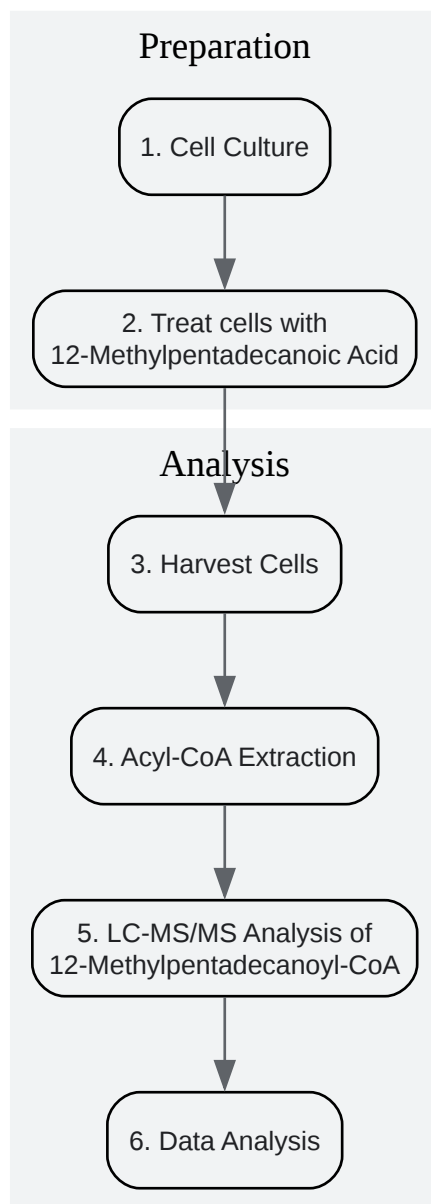 Preparation
1. Cell Culture
2. Treat cells with
12-Methylpentadecanoic Acid
Analysis
3. Harvest Cells
4. Acyl-CoA Extraction
5. LC-MS/MS Analysis of
12-Methylpentadecanoyl-CoA
6. Data Analysis